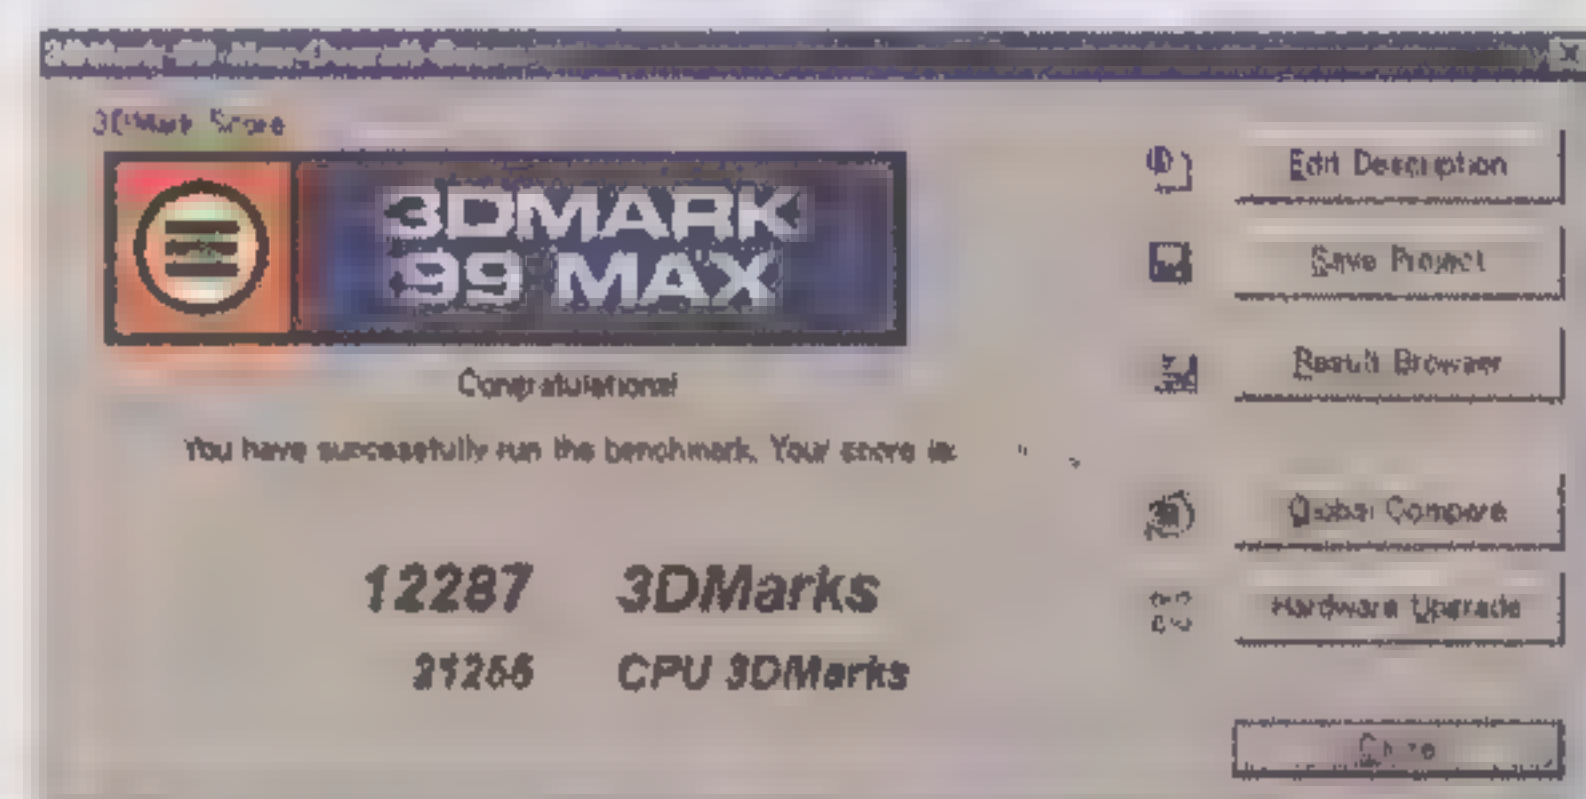 3DMark Score
3DMARK
99 MAX
Congratulations!
You have successfully run the benchmark. Your score is:
12287 3DMarks
CPU 3DMarks
Edit Description
Save Project
Result Browser
Global Compare
Hardware Upgrade
Close